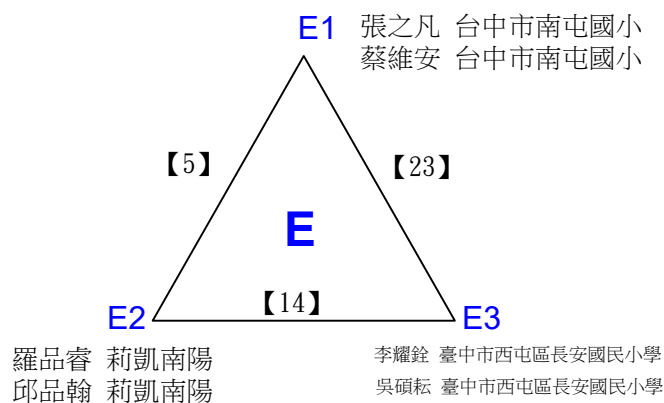 E1
張之凡 台中市南屯國小
蔡維安 台中市南屯國小
【5】
【23】
E
【14】
E2
E3
羅品睿 莉凱南陽
邱品翰 莉凱南陽
李耀銓 臺中市西屯區長安國民小學
吳碩耘 臺中市西屯區長安國民小學